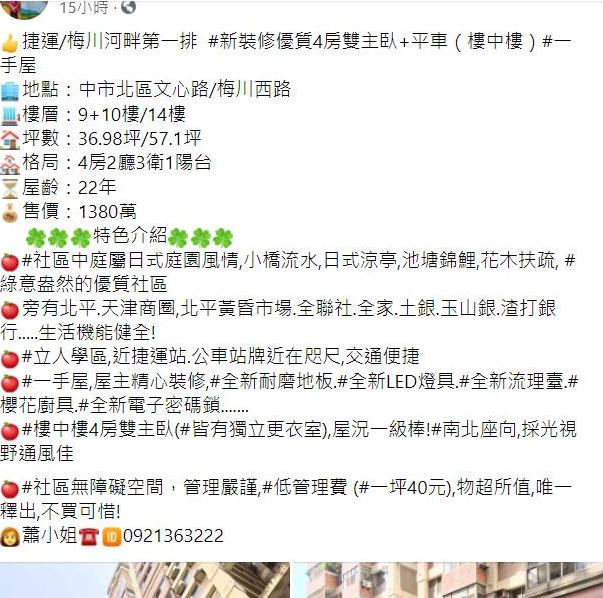 15小時 ·
👍捷運/梅川河畔第一排 #新裝修優質4房雙主臥+平車（樓中樓）#一
手屋
🏢地點：中市北區文心路/梅川西路
🏙樓層：9+10樓/14樓
🏠坪數：36.98坪/57.1坪
🏘格局：4房2廳3衛1陽台
⏳屋齡：22年
💰售價：1380萬
🍀🍀🍀特色介紹🍀🍀🍀
🍎#社區中庭屬日式庭園風情,小橋流水,日式涼亭,池塘錦鯉,花木扶疏, #
綠意盎然的優質社區
🍎旁有北平.天津商圈,北平黃昏市場.全聯社.全家.土銀.玉山銀.渣打銀
行.....生活機能健全!
🍎#立人學區,近捷運站.公車站牌近在咫尺,交通便捷
🍎#一手屋,屋主精心裝修,#全新耐磨地板.#全新LED燈具.#全新流理臺.#
櫻花廚具.#全新電子密碼鎖.......
🍎#樓中樓4房雙主臥(#皆有獨立更衣室),屋況一級棒!#南北座向,採光視
野通風佳
🍎#社區無障礙空間，管理嚴謹,#低管理費 (#一坪40元),物超所值,唯一
釋出,不買可惜!
👩蕭小姐☎️🆔0921363222